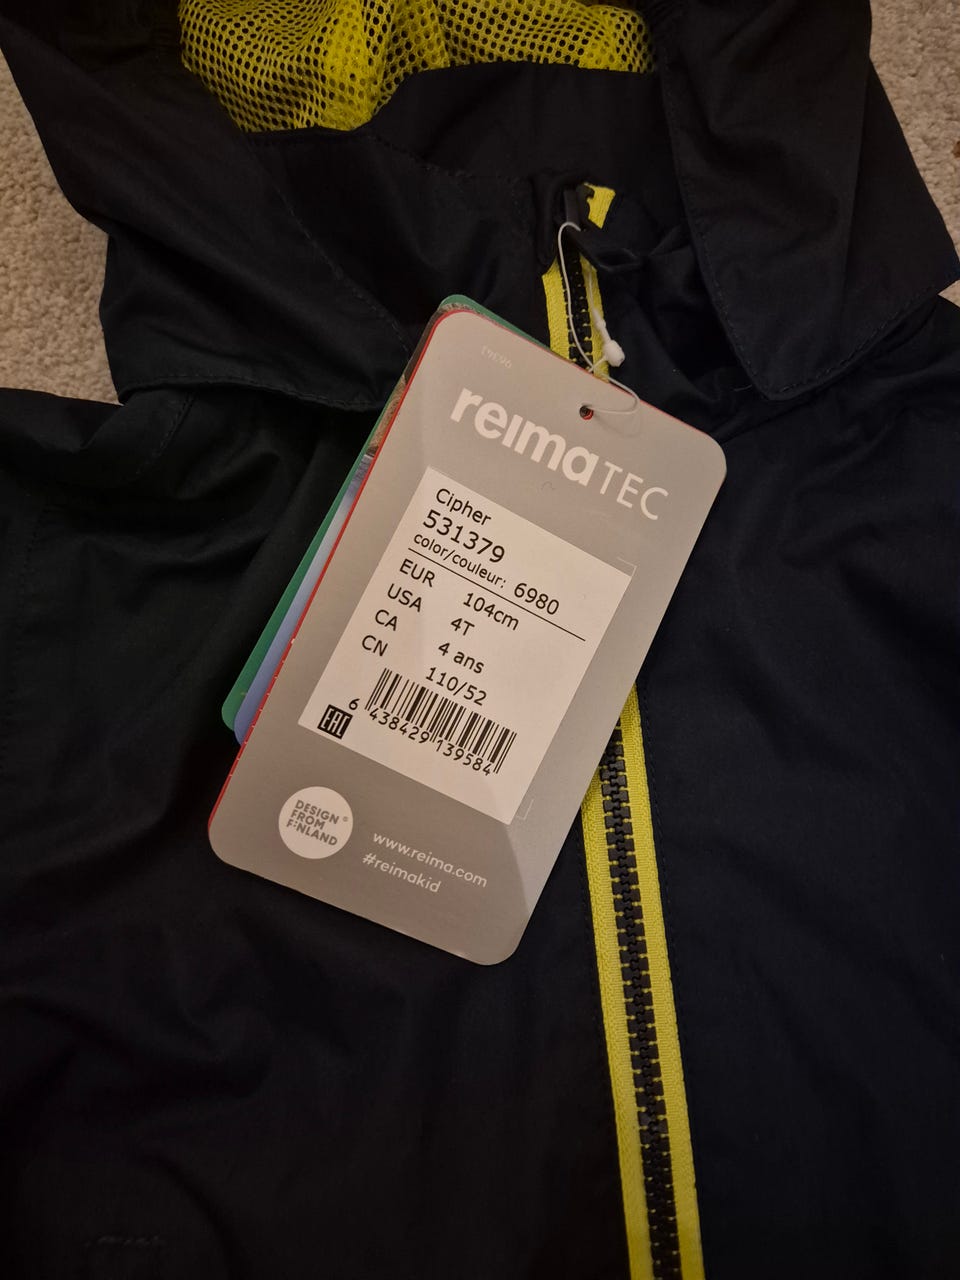 reimaTEC
Cipher
531379
color/couleur: 6980
EUR 104cm
USA 4T
CA 4 ans
CN 110/52
6 438429 139584
EAC
DESIGN
FROM
FINLAND
www.reima.com
#reimakid